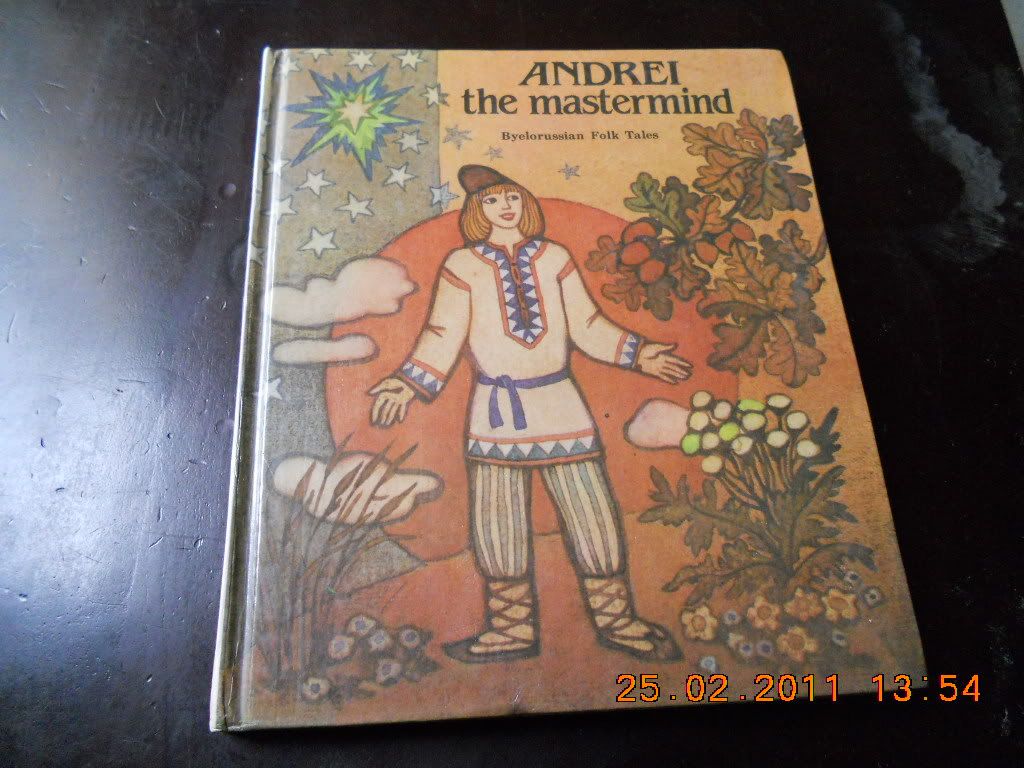 ANDREI
the mastermind
Byelorussian Folk Tales
25.02.2011 13:54